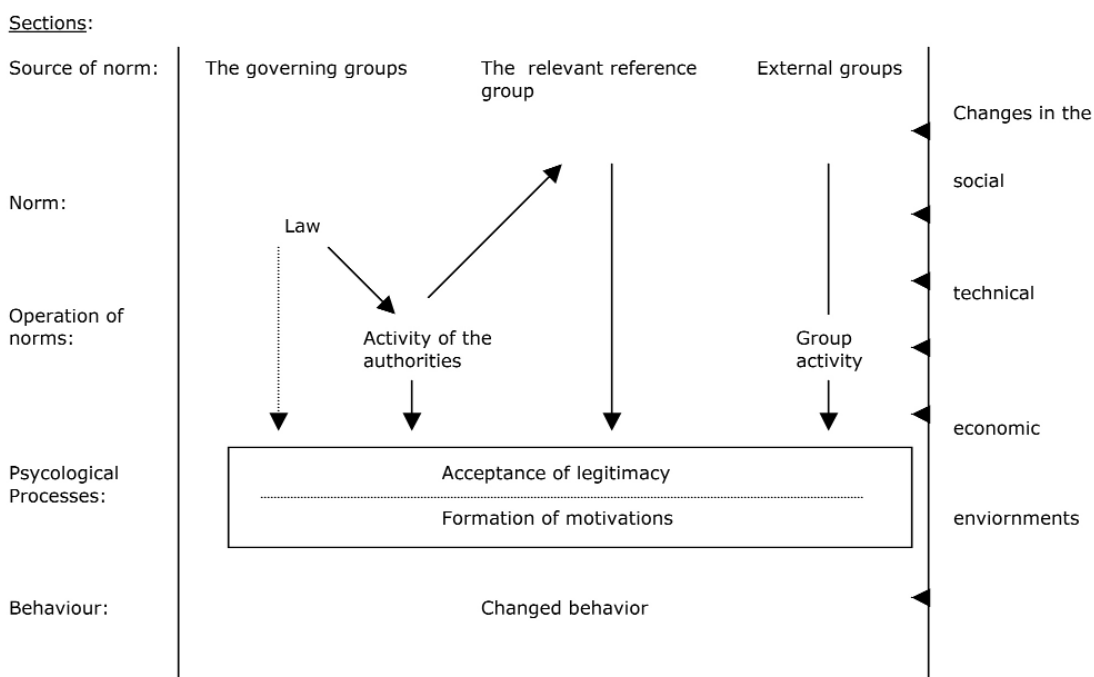 Sections:
Source of norm:
The governing groups
The relevant reference
group
External groups
Changes in the
social
Norm:
Law
technical
Operation of
norms:
Activity of the
authorities
Group
activity
economic
Psycological
Processes:
Acceptance of legitimacy
Formation of motivations
enviornments
Behaviour:
Changed behavior